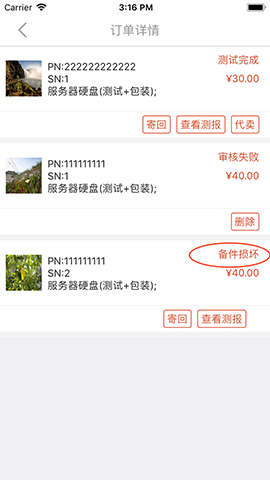 Carrier
3:16 PM
订单详情
测试完成
PN:222222222222
SN:1
¥30.00
服务器硬盘(测试+包装);
寄回 查看测报 代卖
审核失败
PN:111111111
SN:1
¥40.00
服务器硬盘(测试+包装);
删除
备件损坏
PN:111111111
SN:2
¥40.00
服务器硬盘(测试+包装);
寄回 查看测报